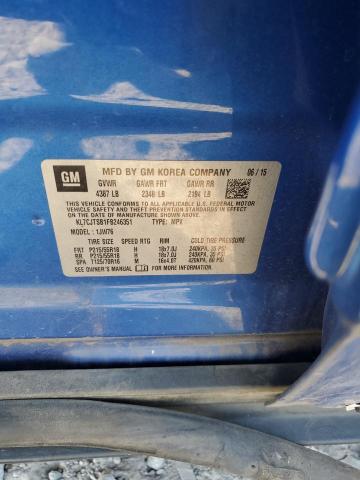 GM
MFD BY GM KOREA COMPANY 06/15
GVWR GAWR FRT GAWR RR
4387 LB 2348 LB 2194 LB
THIS VEHICLE CONFORMS TO ALL APPLICABLE U.S. FEDERAL MOTOR
VEHICLE SAFETY AND THEFT PREVENTION STANDARDS IN EFFECT ON THE DATE OF
MANUFACTURE SHOWN ABOVE.
KL7CJTSB1FB246351 TYPE: MPV
MODEL: 1JW76
TIRE SIZE SPEED RTG RIM COLD TIRE PRESSURE
FRT P215/55R18 H 18x7.0J 240KPA, 35 PSI
RR P215/55R18 H 18x7.0J 240KPA, 35 PSI
SPA T125/70R16 M 16x4.0T 420KPA, 60 PSI
SEE OWNER'S MANUAL FOR MORE INFORMATION